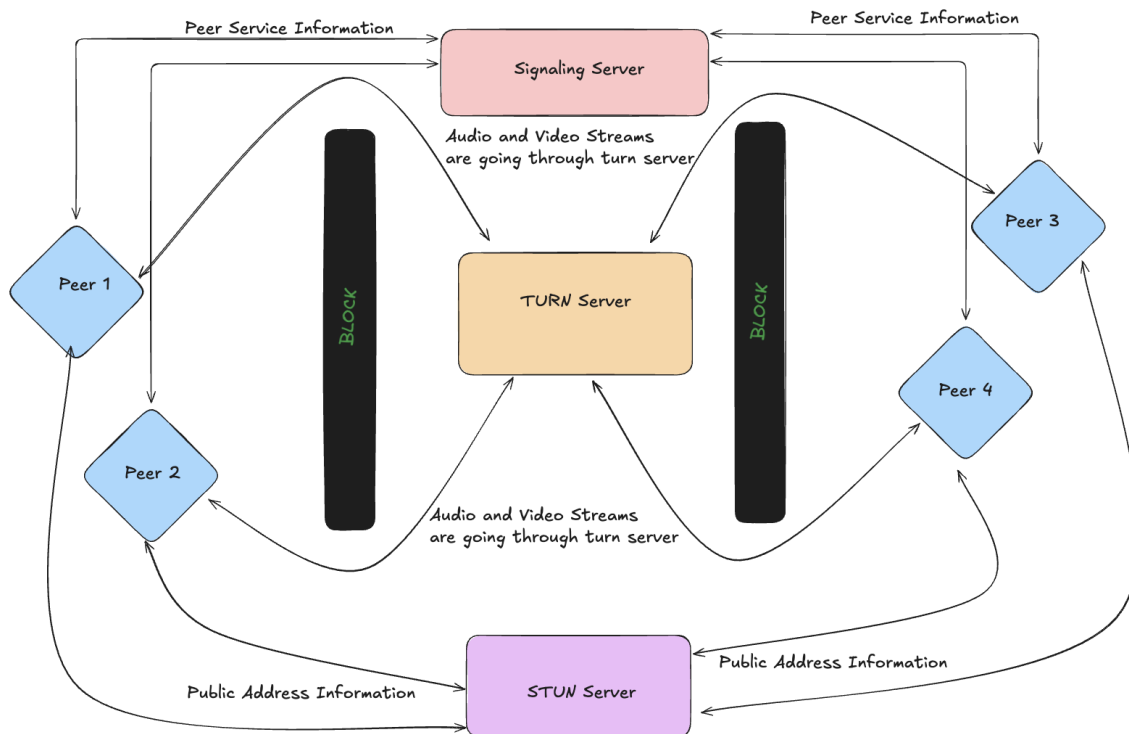 Peer Service Information
Peer Service Information
Signaling Server
Audio and Video Streams
are going through turn server
Peer 1
Peer 3
BLOCK
TURN Server
BLOCK
Peer 4
Peer 2
Audio and Video Streams
are going through turn server
Public Address Information
STUN Server
Public Address Information